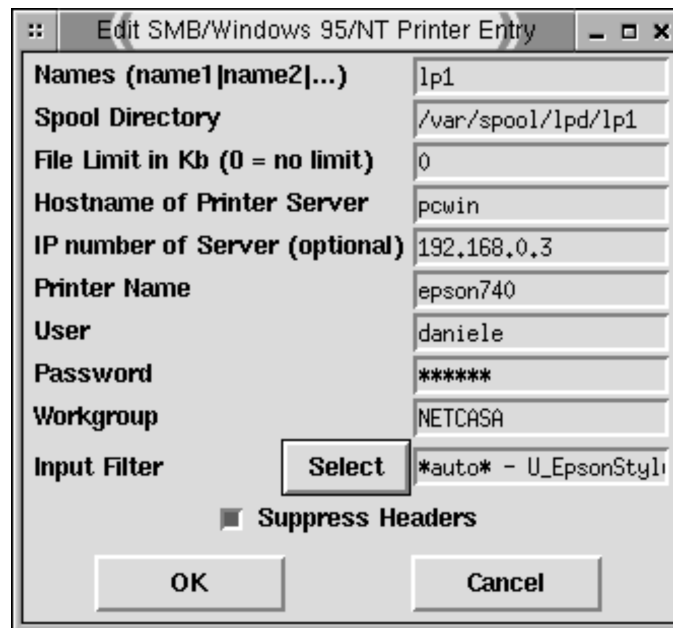 Edit SMB/Windows 95/NT Printer Entry
Names (name1|name2|...) lp1
Spool Directory /var/spool/lpd/lp1
File Limit in Kb (0 = no limit) 0
Hostname of Printer Server pcwin
IP number of Server (optional) 192.168.0.3
Printer Name epson740
User daniele
Password ******
Workgroup NETCASA
Input Filter Select *auto* - U_EpsonStyl
Suppress Headers
OK Cancel